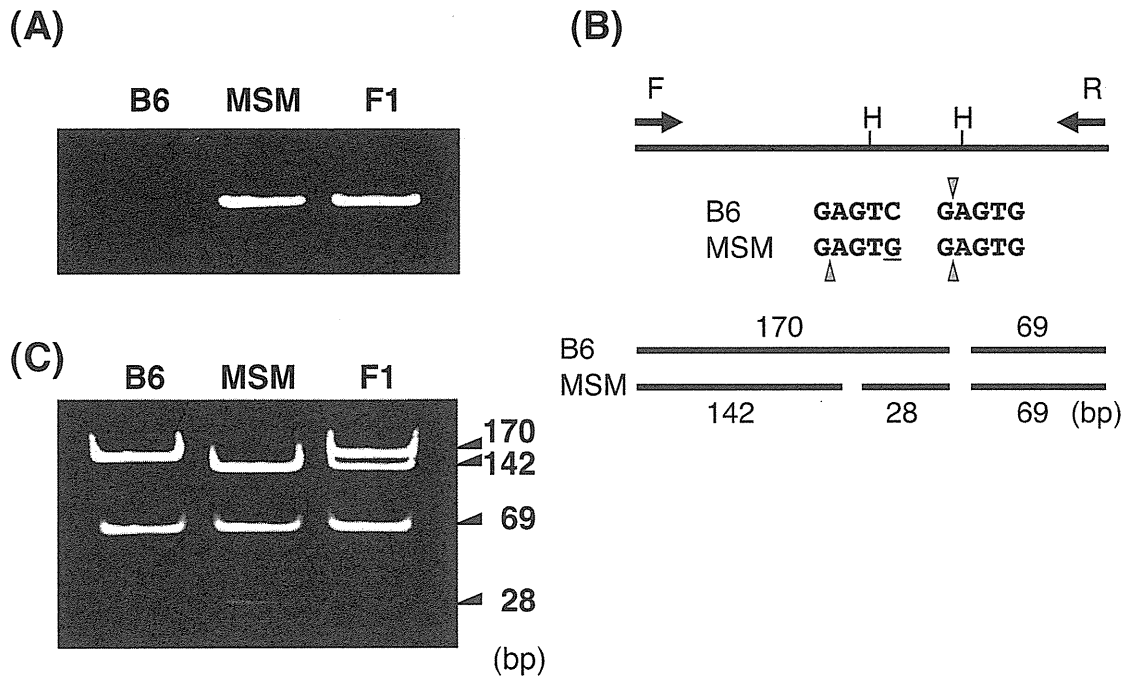 (A)
B6 MSM F1
(B)
F R
H H
B6 GAGTC GAGTG
MSM GAGTG GAGTG
170 69
B6
MSM
142 28 69 (bp)
(C)
B6 MSM F1
170
142
69
28
(bp)